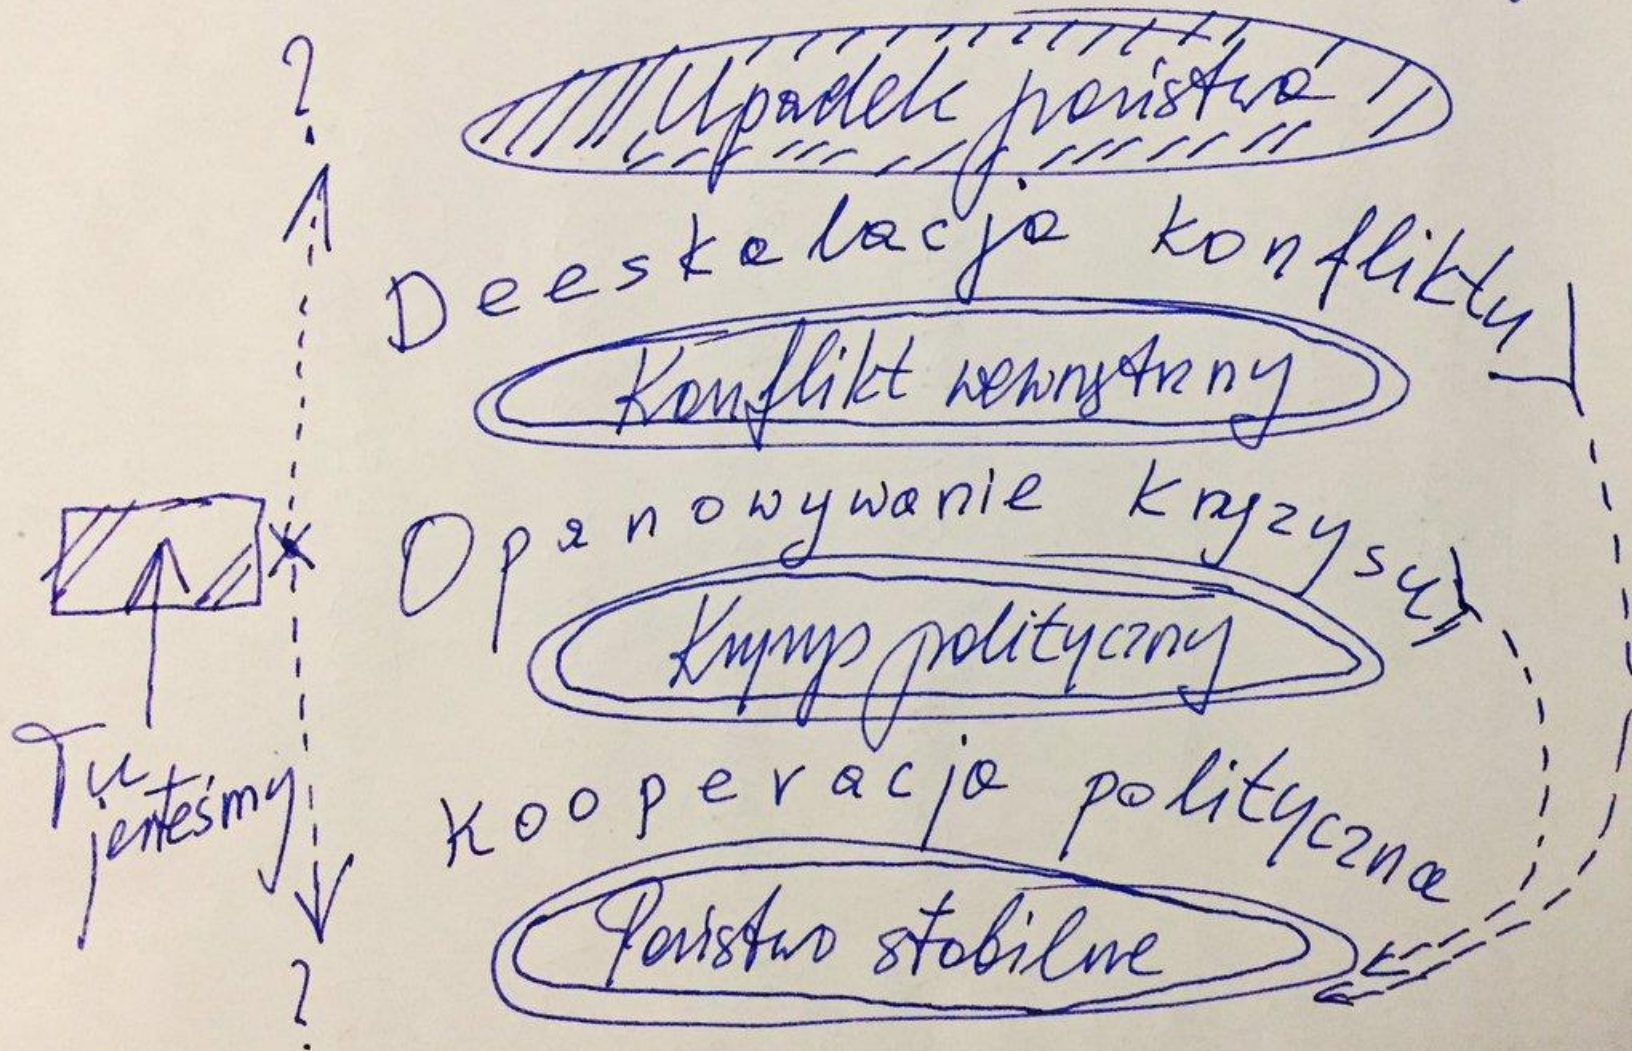 ?
Upadek państwa
Deeskalacja konfliktu
Konflikt wewnętrzny
Opanowywanie kryzysu
Kryzys polityczny
Tu
jesteśmy
Kooperacja polityczna
Państwo stabilne
?